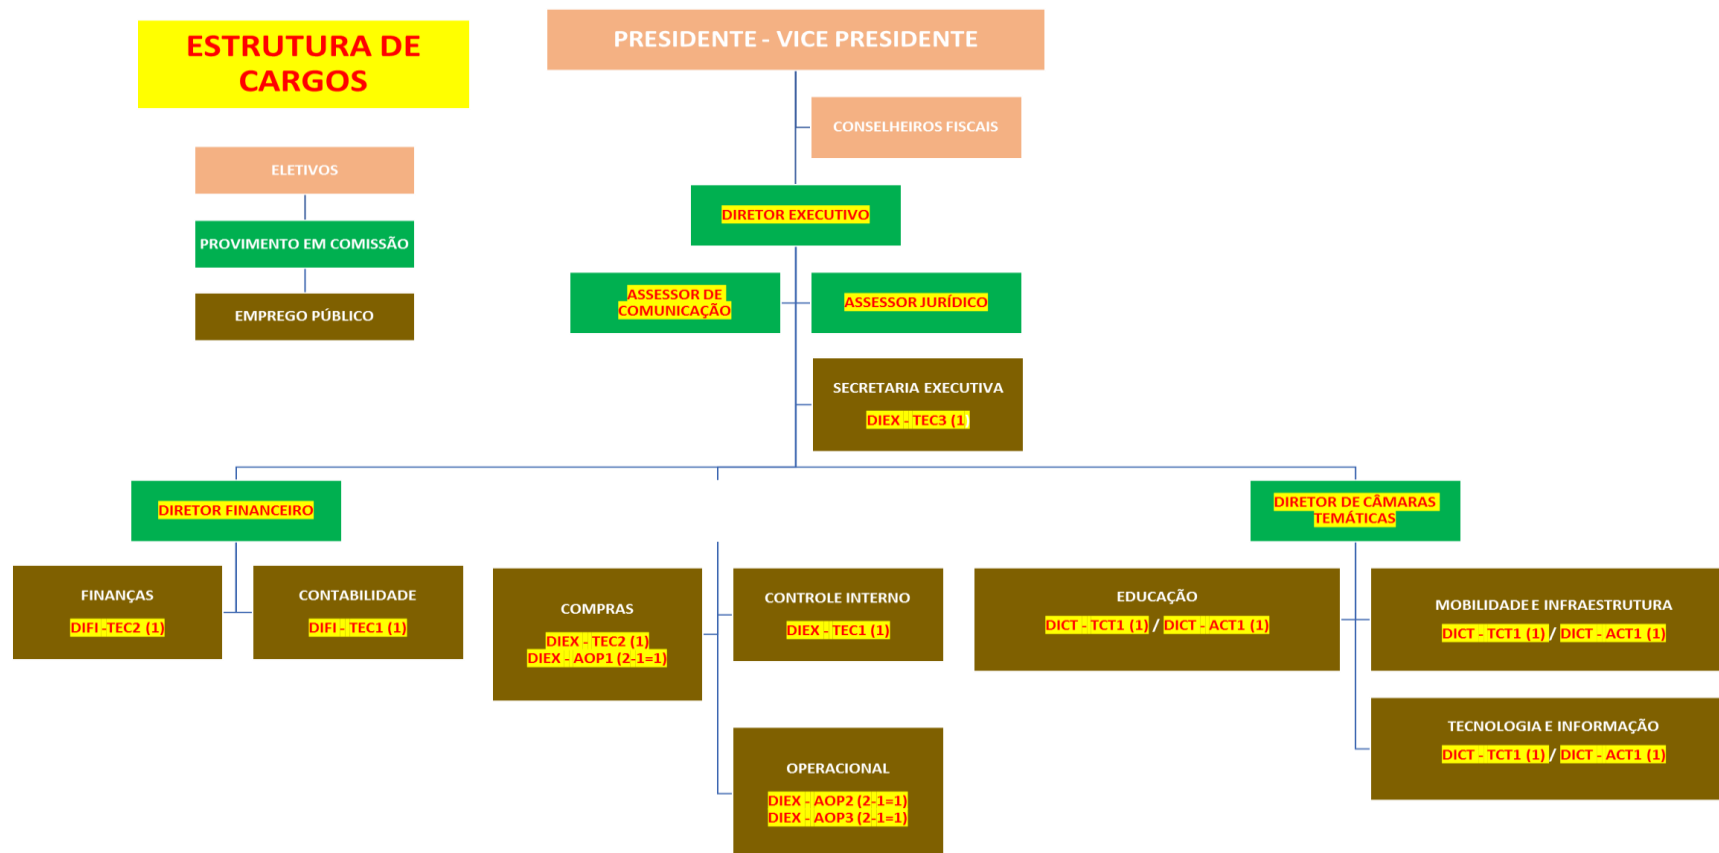 ESTRUTURA DE
CARGOS
ELETIVOS
PROVIMENTO EM COMISSÃO
EMPREGO PÚBLICO
PRESIDENTE - VICE PRESIDENTE
CONSELHEIROS FISCAIS
DIRETOR EXECUTIVO
ASSESSOR DE
COMUNICAÇÃO
ASSESSOR JURÍDICO
SECRETARIA EXECUTIVA
DIEX - TEC3 (1)
DIRETOR FINANCEIRO
FINANÇAS
DIFI -TEC2 (1)
CONTABILIDADE
DIFI - TEC1 (1)
COMPRAS
DIEX - TEC2 (1)
DIEX - AOP1 (2-1=1)
CONTROLE INTERNO
DIEX - TEC1 (1)
OPERACIONAL
DIEX - AOP2 (2-1=1)
DIEX - AOP3 (2-1=1)
DIRETOR DE CÂMARAS
TEMÁTICAS
EDUCAÇÃO
DICT - TCT1 (1) / DICT - ACT1 (1)
MOBILIDADE E INFRAESTRUTURA
DICT - TCT1 (1) / DICT - ACT1 (1)
TECNOLOGIA E INFORMAÇÃO
DICT - TCT1 (1) / DICT - ACT1 (1)